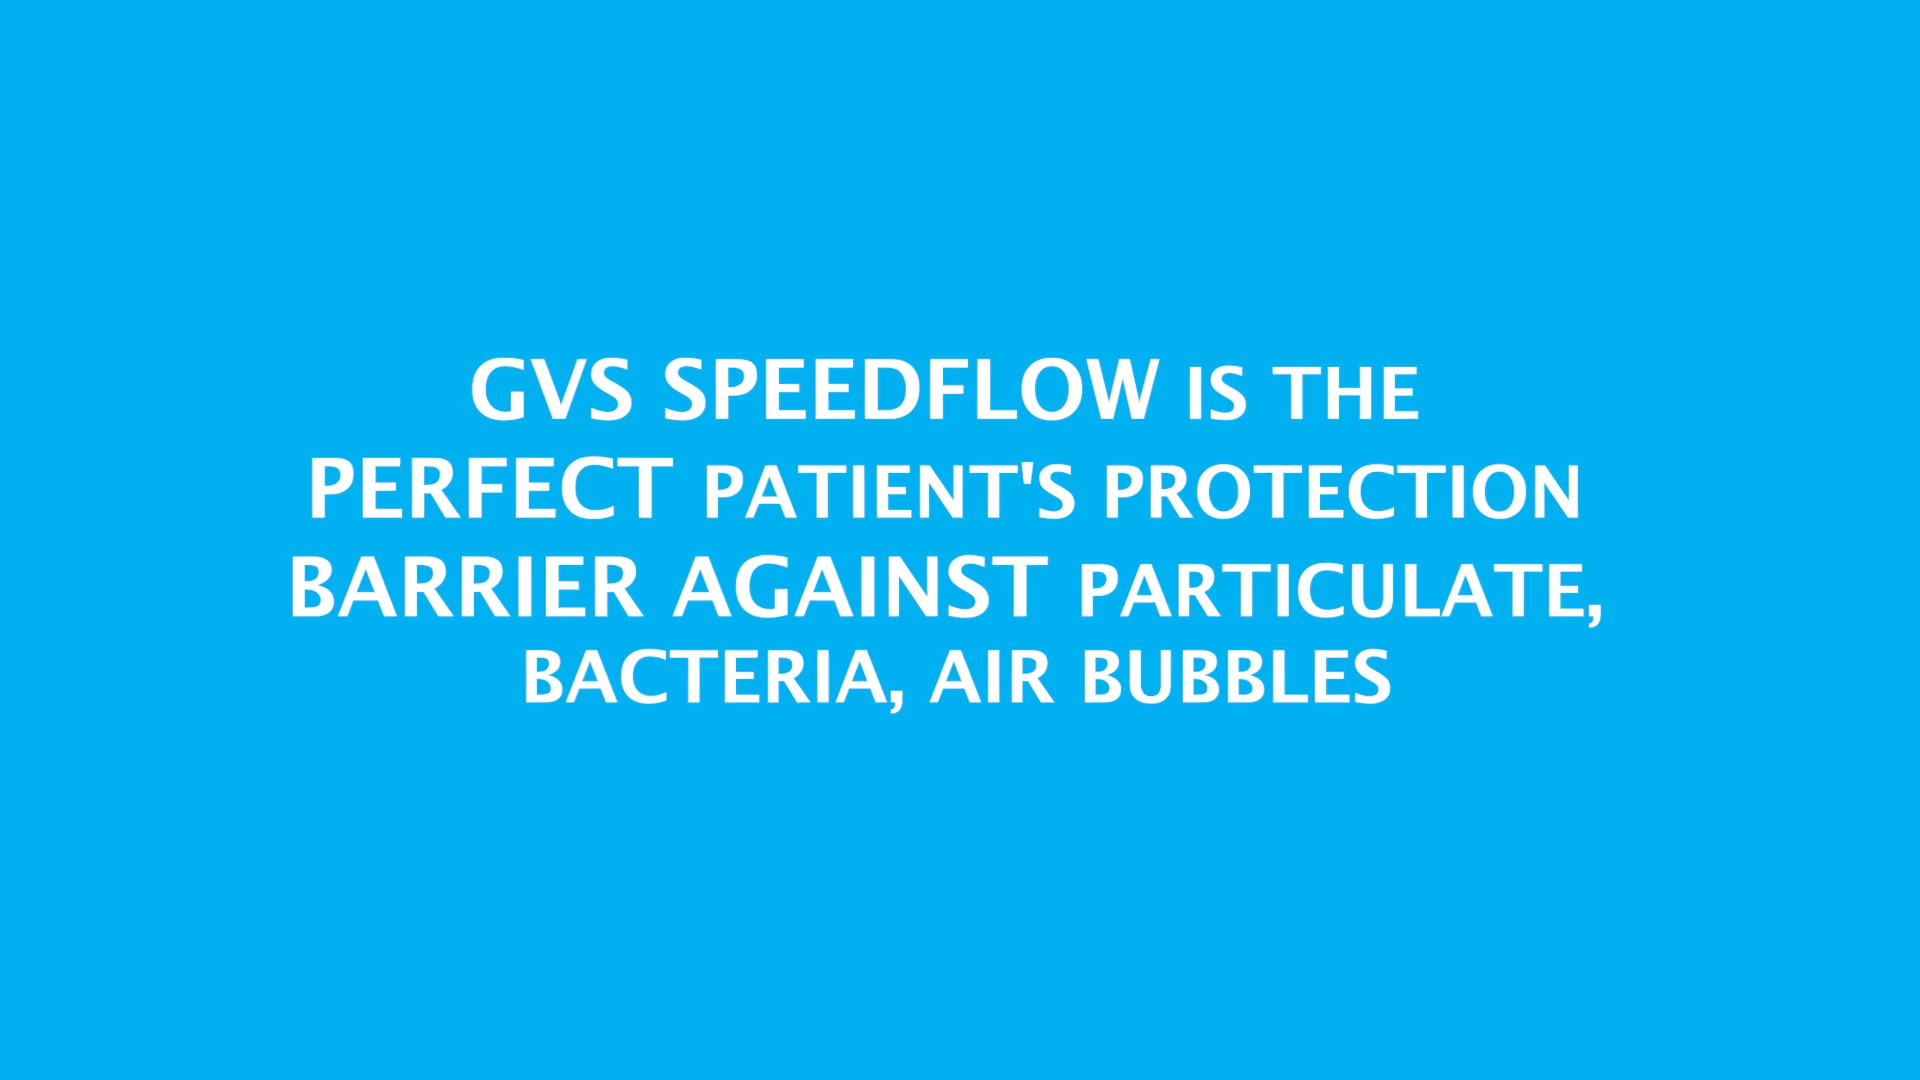 GVS SPEEDFLOW IS THE
PERFECT PATIENT'S PROTECTION
BARRIER AGAINST PARTICULATE,
BACTERIA, AIR BUBBLES